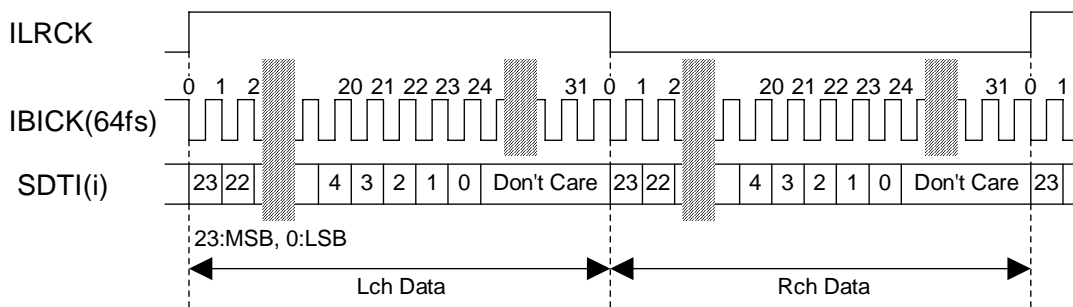 ILRCK
0 1 2 20 21 22 23 24 31 0 1 2 20 21 22 23 24 31 0 1
IBICK(64fs)
SDTI(i) 23 22 4 3 2 1 0 Don't Care 23 22 4 3 2 1 0 Don't Care 23
23:MSB, 0:LSB
Lch Data Rch Data